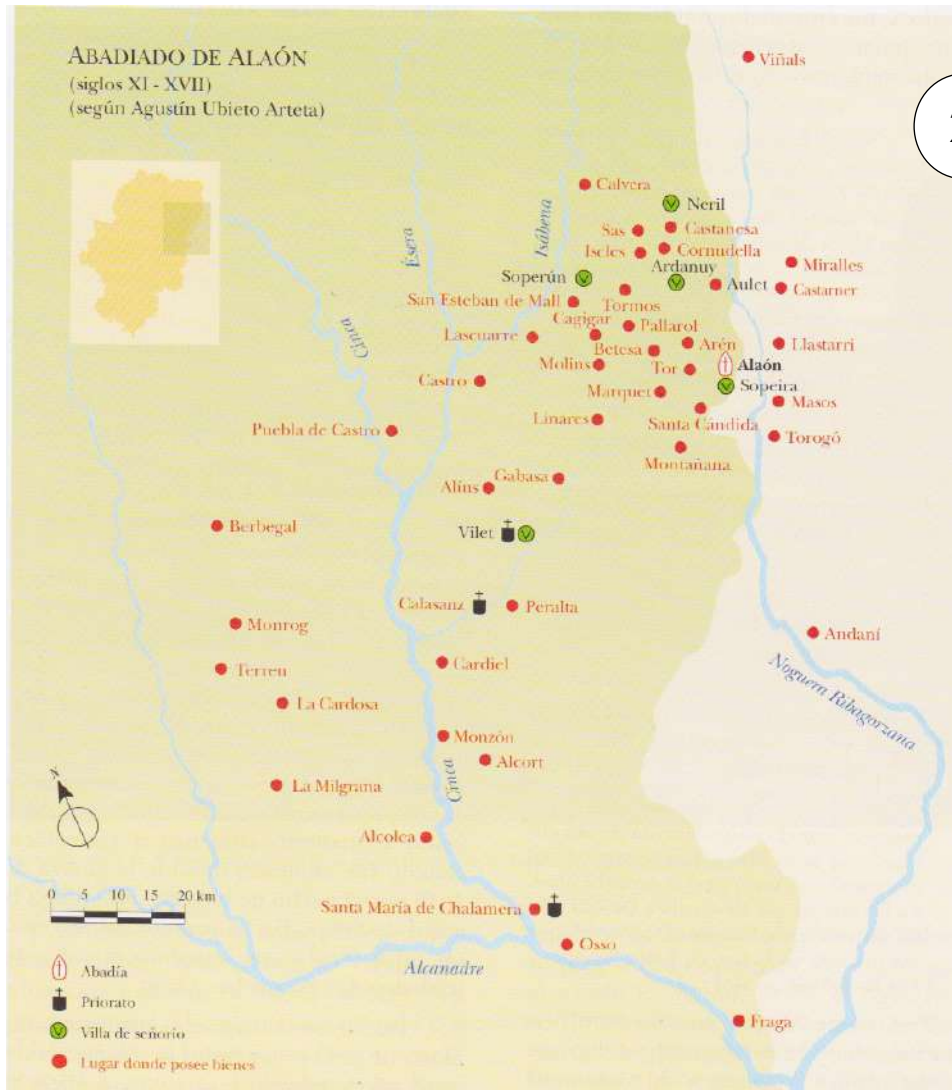 ABADIADO DE ALAÓN
(siglos XI - XVII)
(según Agustín Ubieto Arteta)
Viñals
Calvera
Neril
Sas
Castanesa
Iscles
Cornudella
Ardanuy
Miralles
Soperún
Aulet
Castarner
San Esteban de Mall
Tormos
Cagigar
Pallarol
Lascuarre
Betesa
Arén
Llastarri
Molins
Tor
Alaón
Castro
Marquet
Sopeira
Masos
Linares
Santa Cándida
Puebla de Castro
Torogó
Montañana
Gabasa
Alíns
Berbegal
Vilet
Calasanz
Peralta
Monrog
Andaní
Terren
Cardiel
La Cardosa
Monzón
Alcort
La Milgrana
Alcolea
Santa María de Chalamera
Osso
Fraga
Ésera
Isábena
Cinca
Cinca
Noguera Ribagorzana
Alcanadre
N
0 5 10 15 20 km
Abadía
Priorato
Villa de señorío
Lugar donde posee bienes